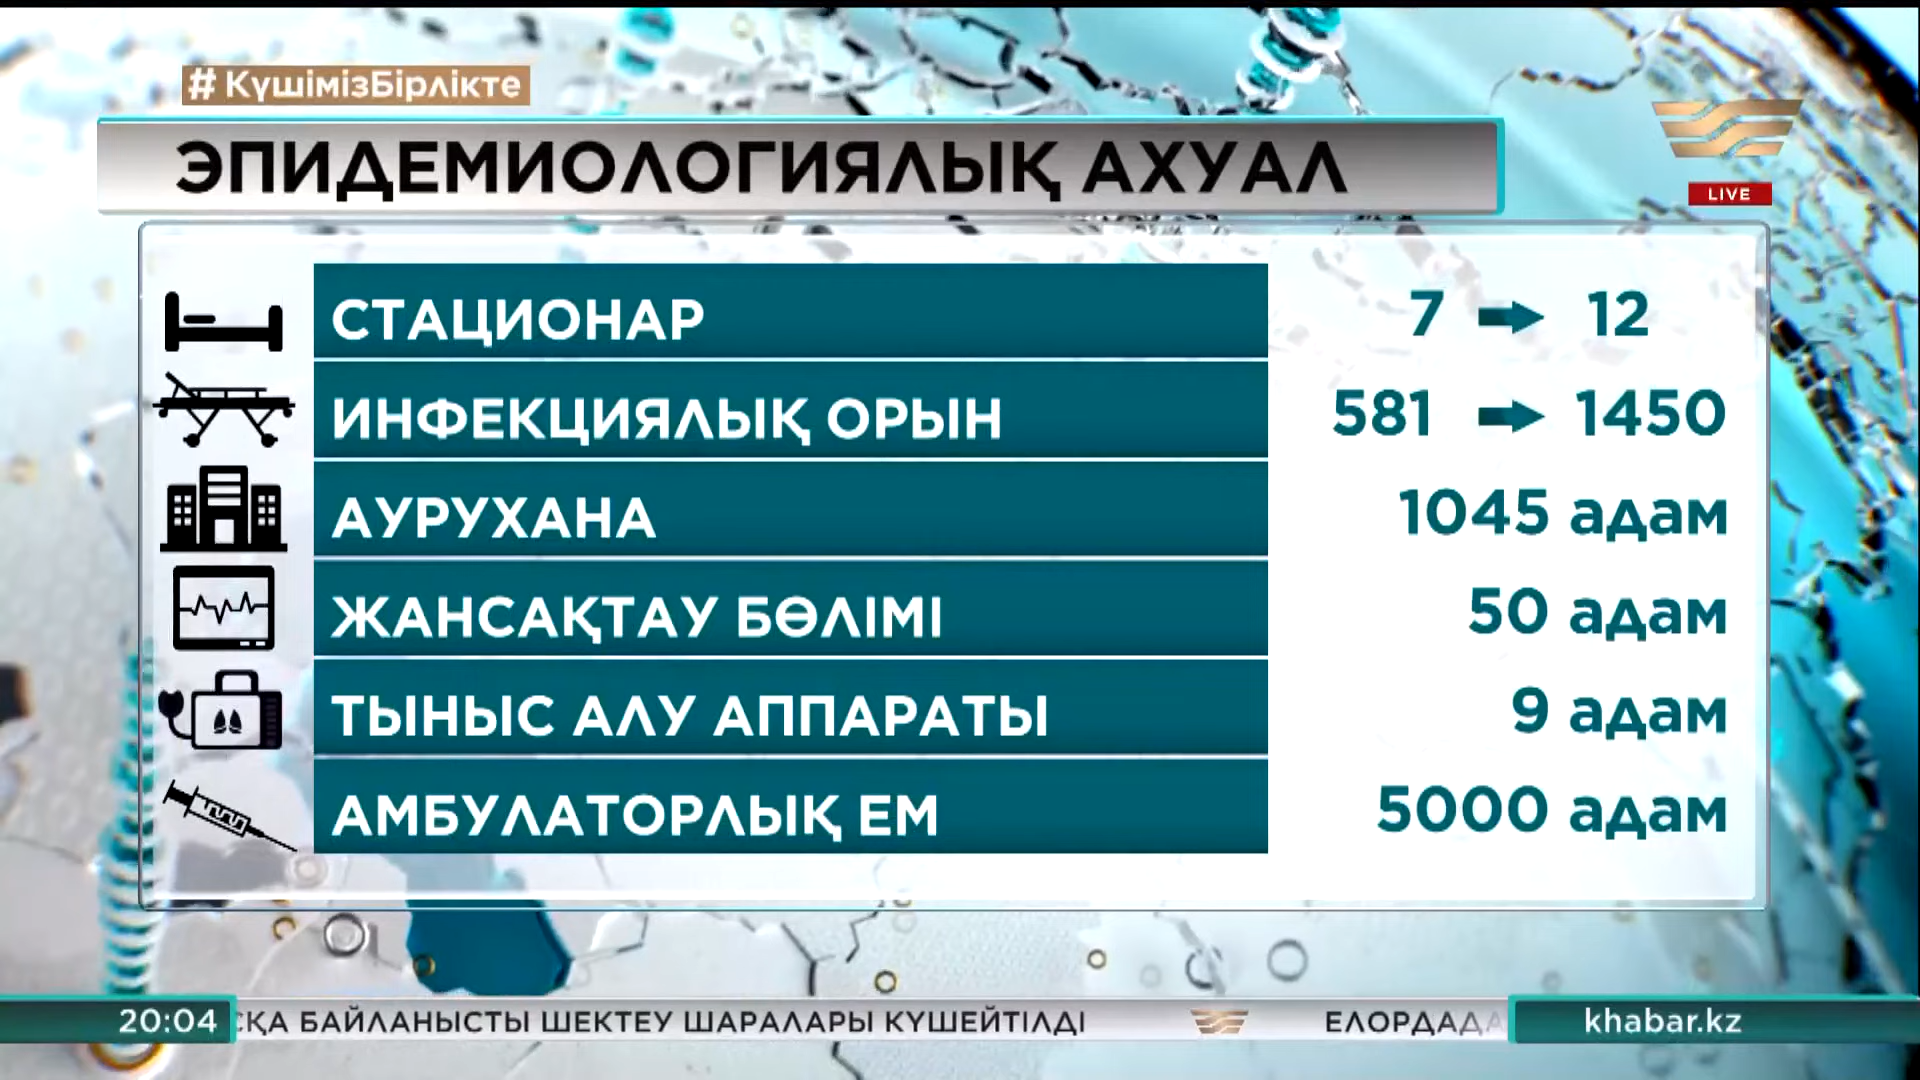 #КүшімізБірлікте
ЭПИДЕМИОЛОГИЯЛЫҚ АХУАЛ
LIVE
СТАЦИОНАР 7 12
ИНФЕКЦИЯЛЫҚ ОРЫН 581 1450
АУРУХАНА 1045 адам
ЖАНСАҚТАУ БӨЛІМІ 50 адам
ТЫНЫС АЛУ АППАРАТЫ 9 адам
АМБУЛАТОРЛЫҚ ЕМ 5000 адам
20:04 СҚА БАЙЛАНЫСТЫ ШЕКТЕУ ШАРАЛАРЫ КҮШЕЙТІЛДІ ЕЛОРДАДА khabar.kz